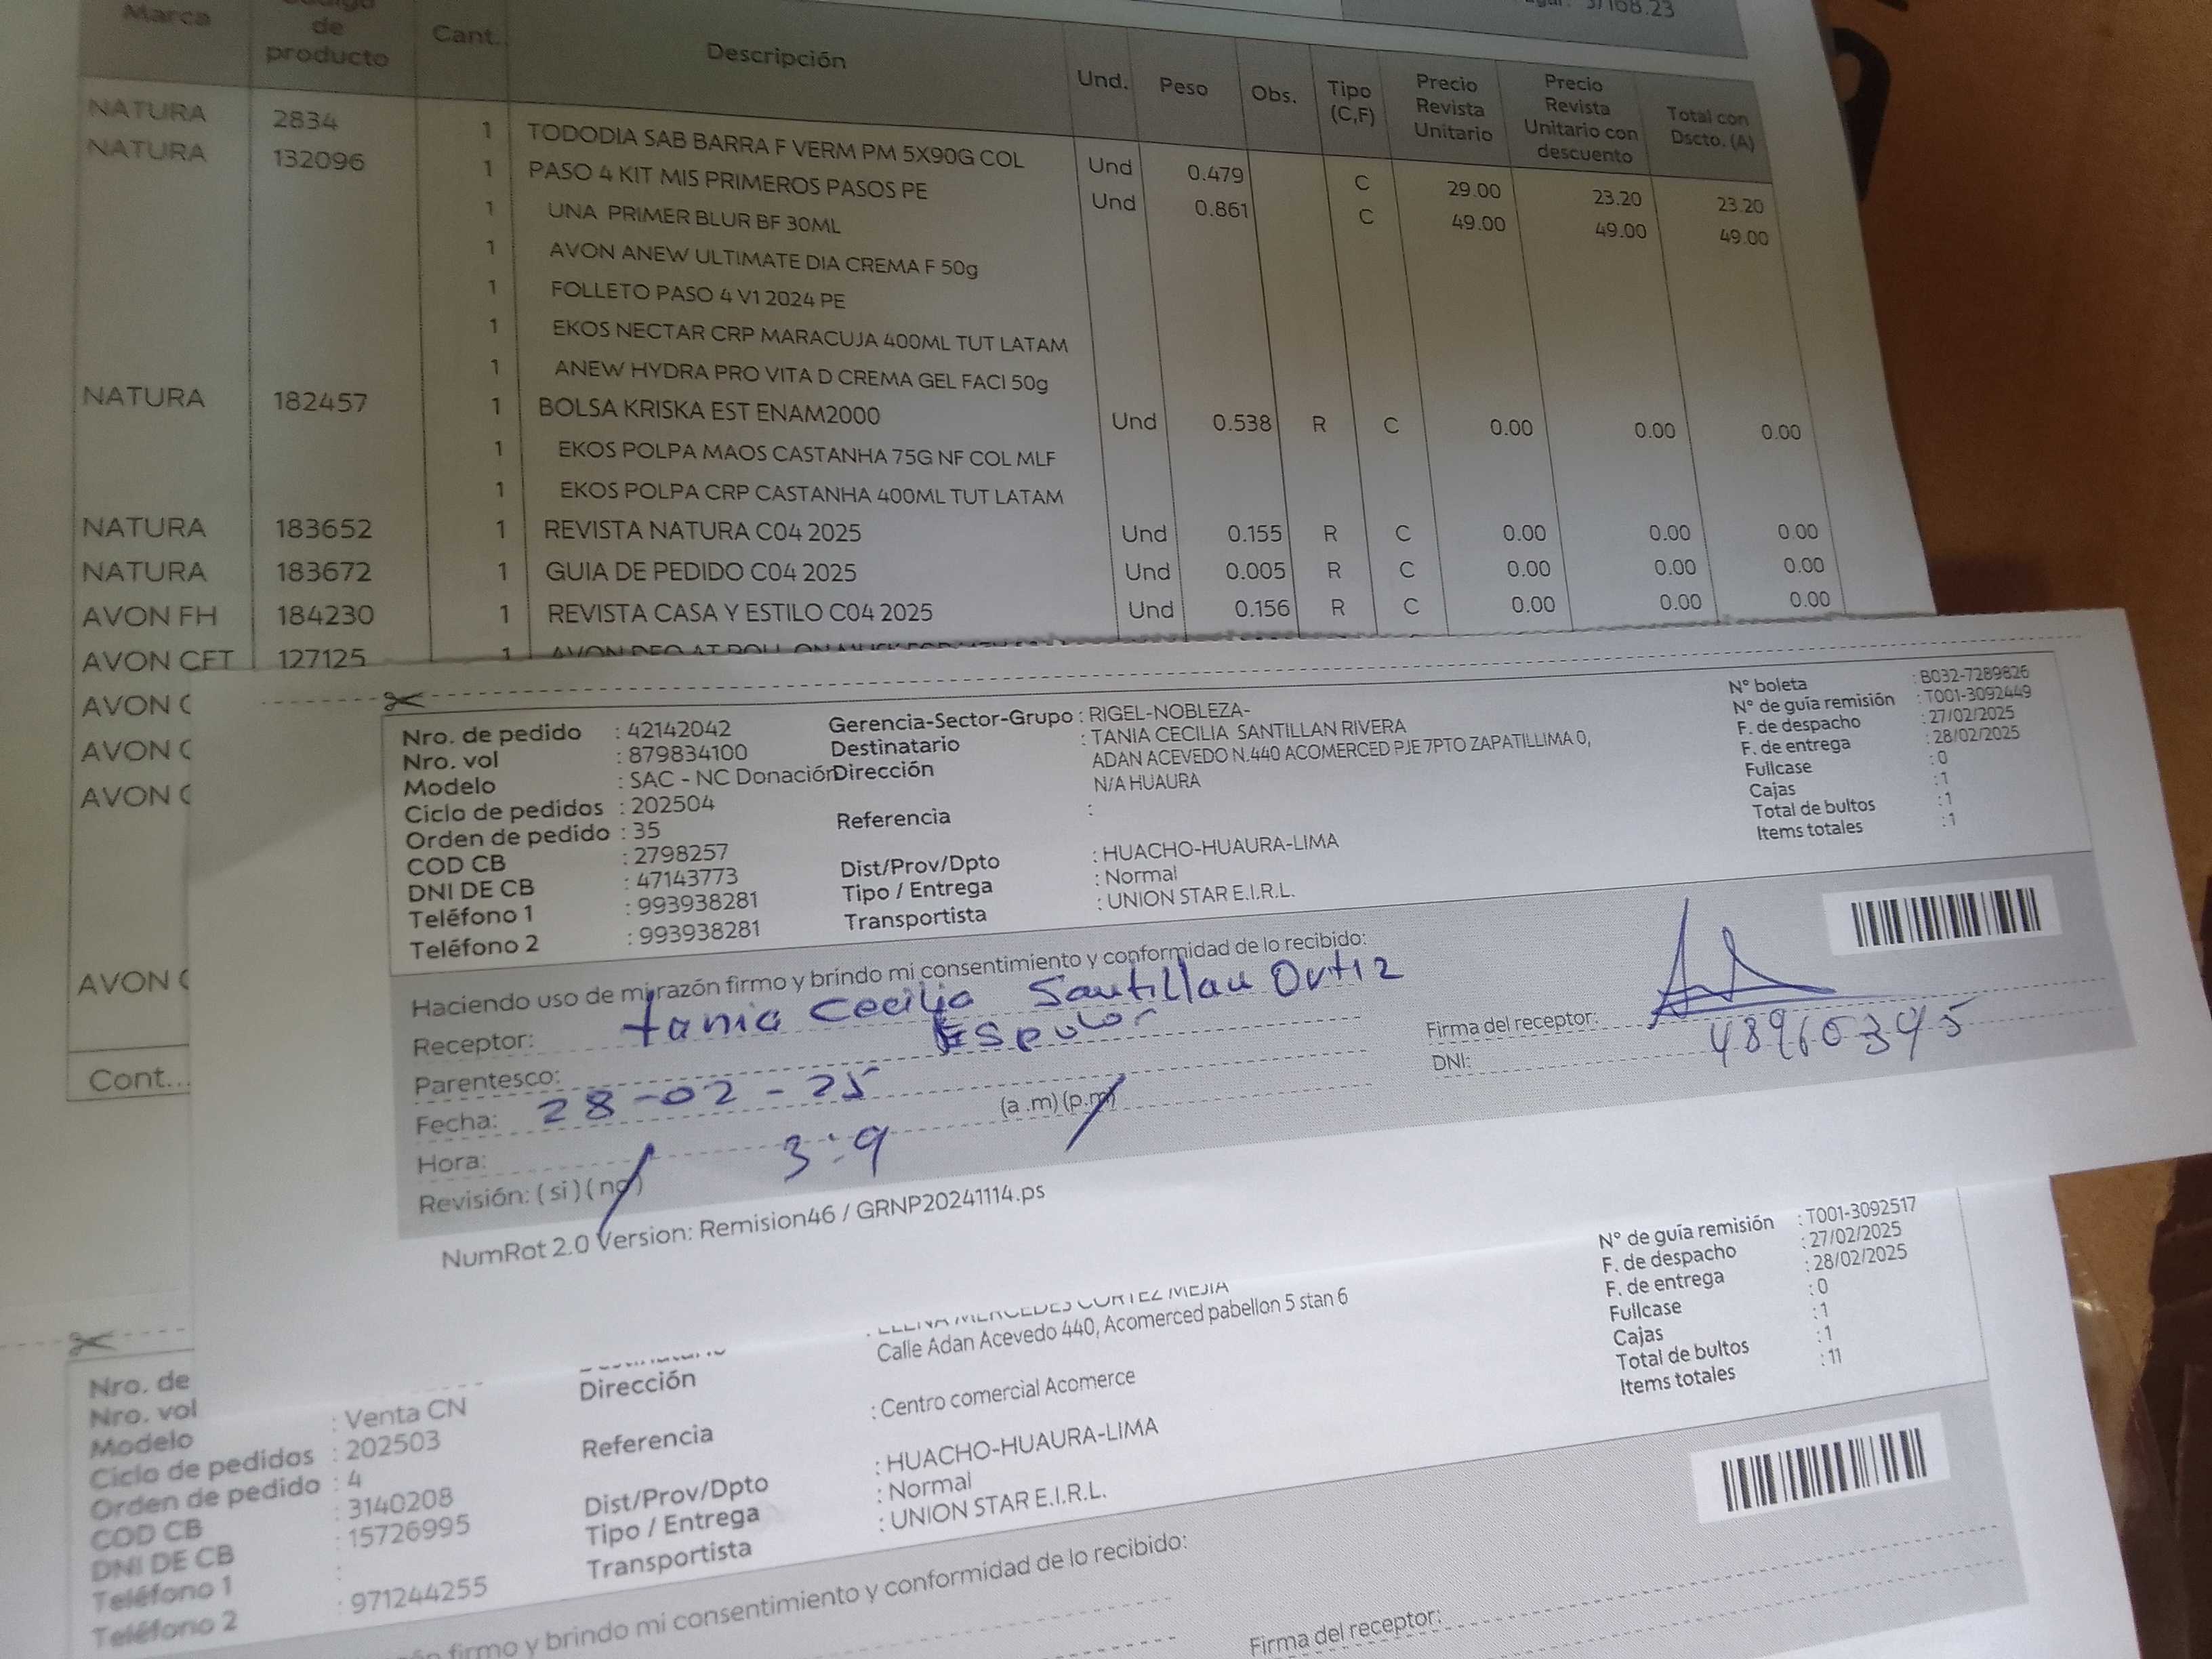 Marca de producto Cant.. Descripción Und. Peso Obs. Tipo (C,F) Precio Revista Unitario Precio Revista Unitario con descuento Total con Dscto. (A)
NATURA 2834 1 TODODIA SAB BARRA F VERM PM 5X90G COL Und 0.479 C 29.00 23.20 23.20
NATURA 132096 1 PASO 4 KIT MIS PRIMEROS PASOS PE Und 0.861 C 49.00 49.00 49.00
1 UNA PRIMER BLUR BF 30ML
1 AVON ANEW ULTIMATE DIA CREMA F 50g
1 FOLLETO PASO 4 V1 2024 PE
1 EKOS NECTAR CRP MARACUJA 400ML TUT LATAM
1 ANEW HYDRA PRO VITA D CREMA GEL FACI 50g
NATURA 182457 1 BOLSA KRISKA EST ENAM2000 Und 0.538 R C 0.00 0.00 0.00
1 EKOS POLPA MAOS CASTANHA 75G NF COL MLF
1 EKOS POLPA CRP CASTANHA 400ML TUT LATAM
NATURA 183652 1 REVISTA NATURA C04 2025 Und 0.155 R C 0.00 0.00 0.00
NATURA 183672 1 GUIA DE PEDIDO C04 2025 Und 0.005 R C 0.00 0.00 0.00
AVON FH 184230 1 REVISTA CASA Y ESTILO C04 2025 Und 0.156 R C 0.00 0.00 0.00
AVON CFT 127125 1
AVON C
AVON C
AVON C
AVON C
Cont...
Nro. de pedido : 42142042 Gerencia-Sector-Grupo : RIGEL-NOBLEZA- N° boleta : B032-7289826
Nro. vol : 879834100 Destinatario : TANIA CECILIA SANTILLAN RIVERA N° de guía remisión : T001-3092449
Modelo : SAC - NC Donación Dirección ADAN ACEVEDO N.440 ACOMERCED PJE 7PTO ZAPATILLIMA 0, F. de despacho : 27/02/2025
N/A HUAURA F. de entrega : 28/02/2025
Ciclo de pedidos : 202504 Referencia : Fullcase : 0
Orden de pedido : 35 Cajas : 1
COD CB : 2798257 Dist/Prov/Dpto : HUACHO-HUAURA-LIMA Total de bultos : 1
DNI DE CB : 47143773 Tipo / Entrega : Normal Items totales : 1
Teléfono 1 : 993938281 Transportista : UNION STAR E.I.R.L.
Teléfono 2 : 993938281
Haciendo uso de mi razón firmo y brindo mi consentimiento y conformidad de lo recibido:
Receptor: tania Cecilia Santillan Ortiz Firma del receptor:
Parentesco: DNI:
Fecha: 28-02-25 (a .m) (p.m)
Hora: 3:9
Revisión: ( si ) ( no )
NumRot 2.0 Version: Remision46 / GRNP20241114.ps
Nro. de N° de guía remisión : T001-3092517
Nro. vol Dirección Calle Adan Acevedo 440, Acomerced pabellon 5 stan 6 F. de despacho : 27/02/2025
Modelo : Venta CN F. de entrega : 28/02/2025
Ciclo de pedidos : 202503 Referencia : Centro comercial Acomerce Fullcase : 0
Orden de pedido : 4 Cajas : 1
COD CB : 3140208 Dist/Prov/Dpto : HUACHO-HUAURA-LIMA Total de bultos : 1
DNI DE CB : 15726995 Tipo / Entrega : Normal Items totales : 11
Teléfono 1 : Transportista : UNION STAR E.I.R.L.
Teléfono 2 : 971244255
firmo y brindo mi consentimiento y conformidad de lo recibido:
Firma del receptor: